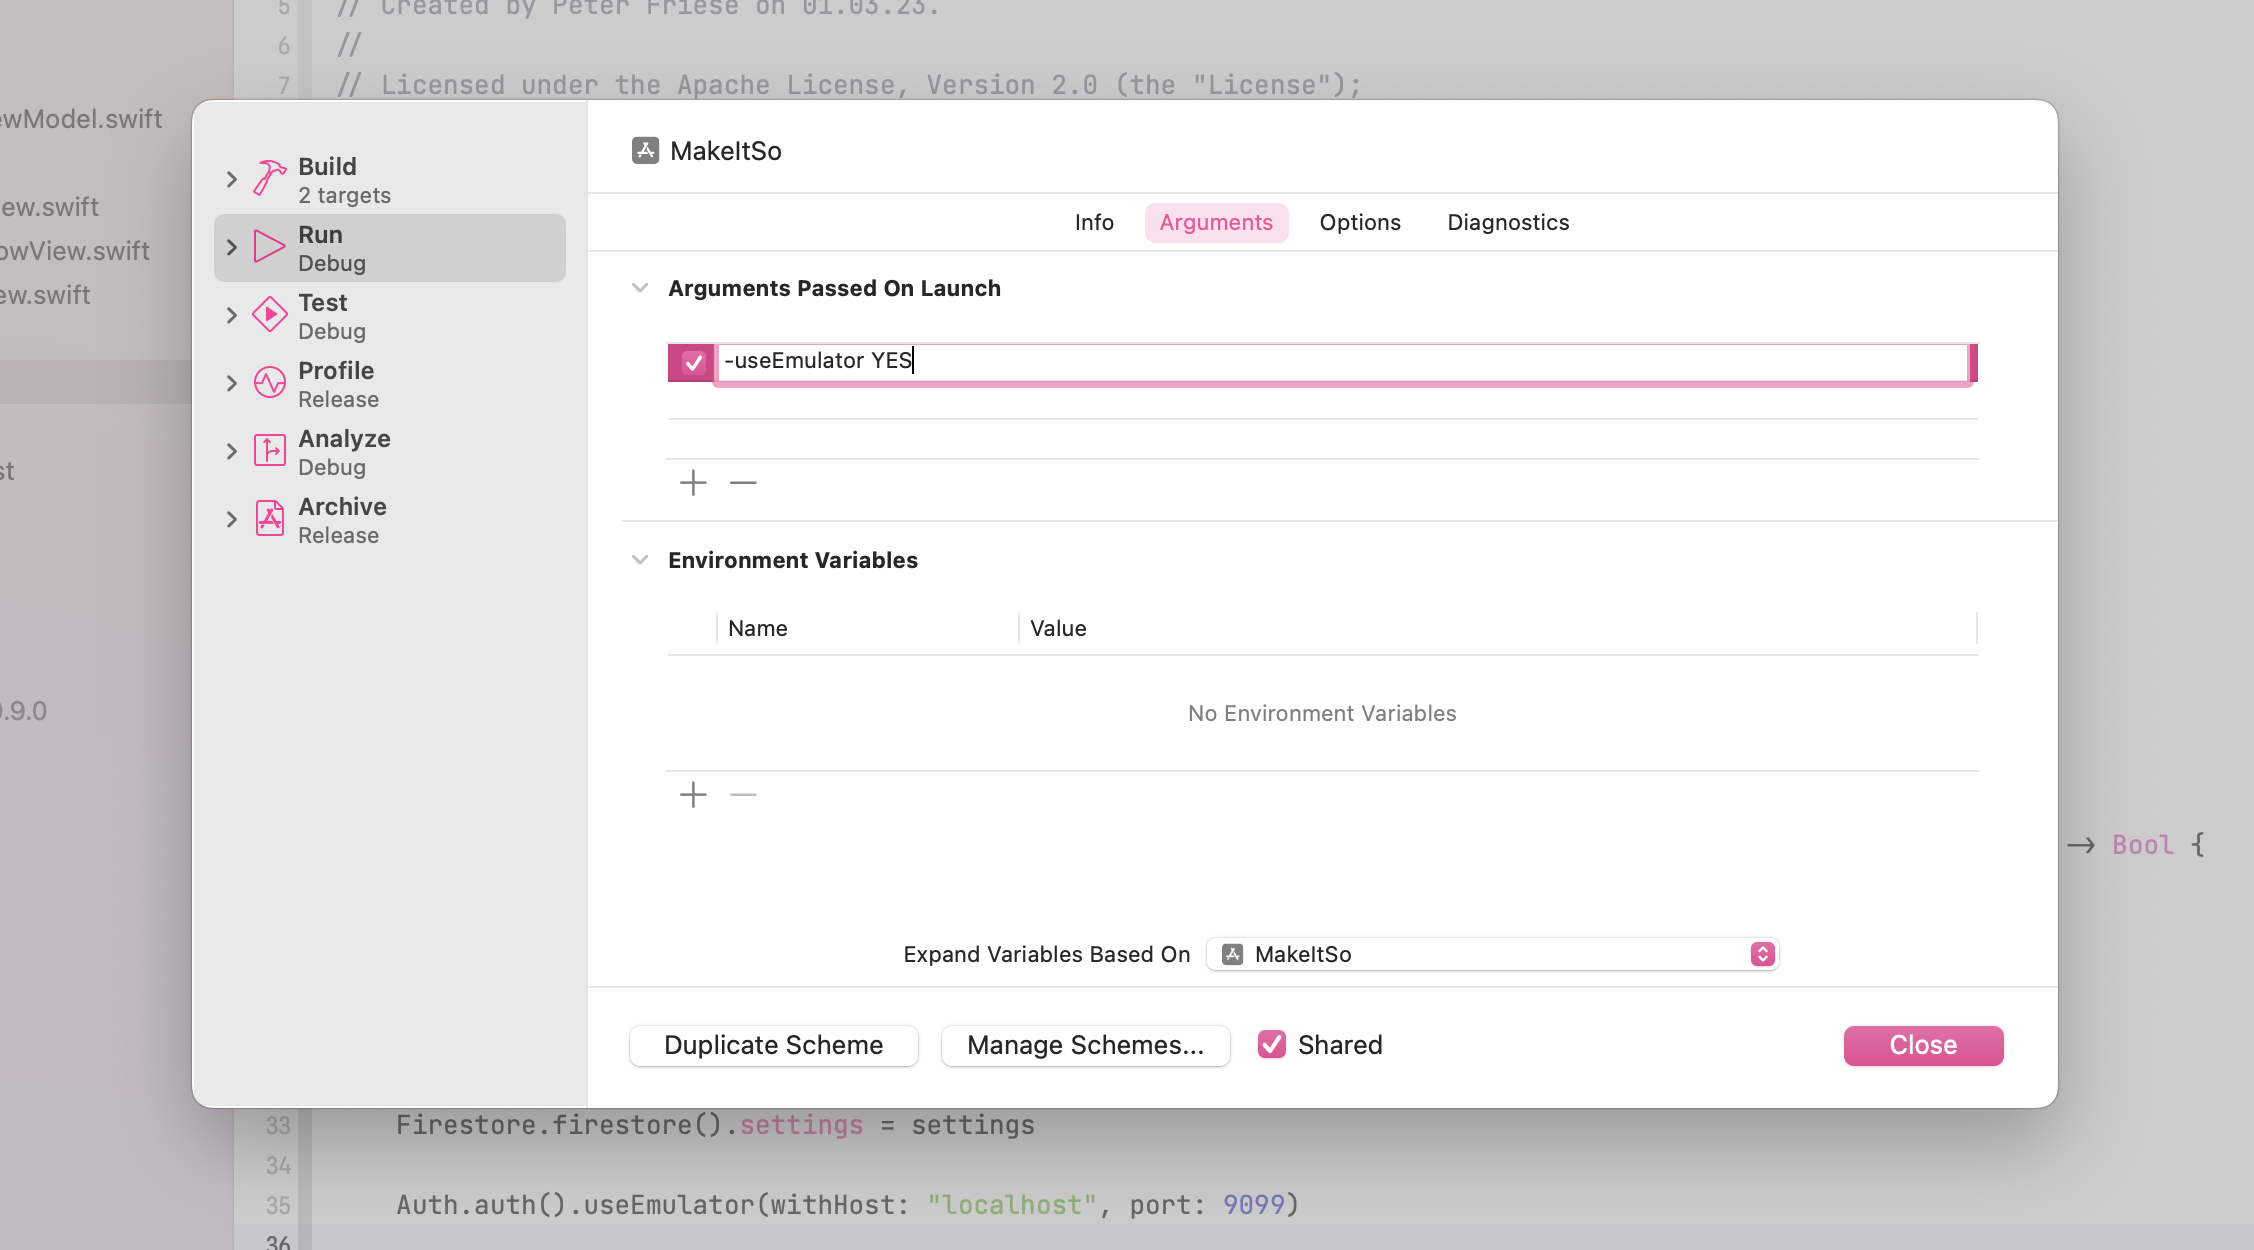 5 // Created by Peter Friese on 01.03.23.
6 //
7 // Licensed under the Apache License, Version 2.0 (the "License");
ewModel.swift
ew.swift
owView.swift
ew.swift
st
9.0
Build
2 targets
Run
Debug
Test
Debug
Profile
Release
Analyze
Debug
Archive
Release
MakeItSo
Info Arguments Options Diagnostics
Arguments Passed On Launch
-useEmulator YES
Environment Variables
Name Value
No Environment Variables
-> Bool {
Expand Variables Based On MakeItSo
Duplicate Scheme Manage Schemes... Shared Close
33 Firestore.firestore().settings = settings
34
35 Auth.auth().useEmulator(withHost: "localhost", port: 9099)
36